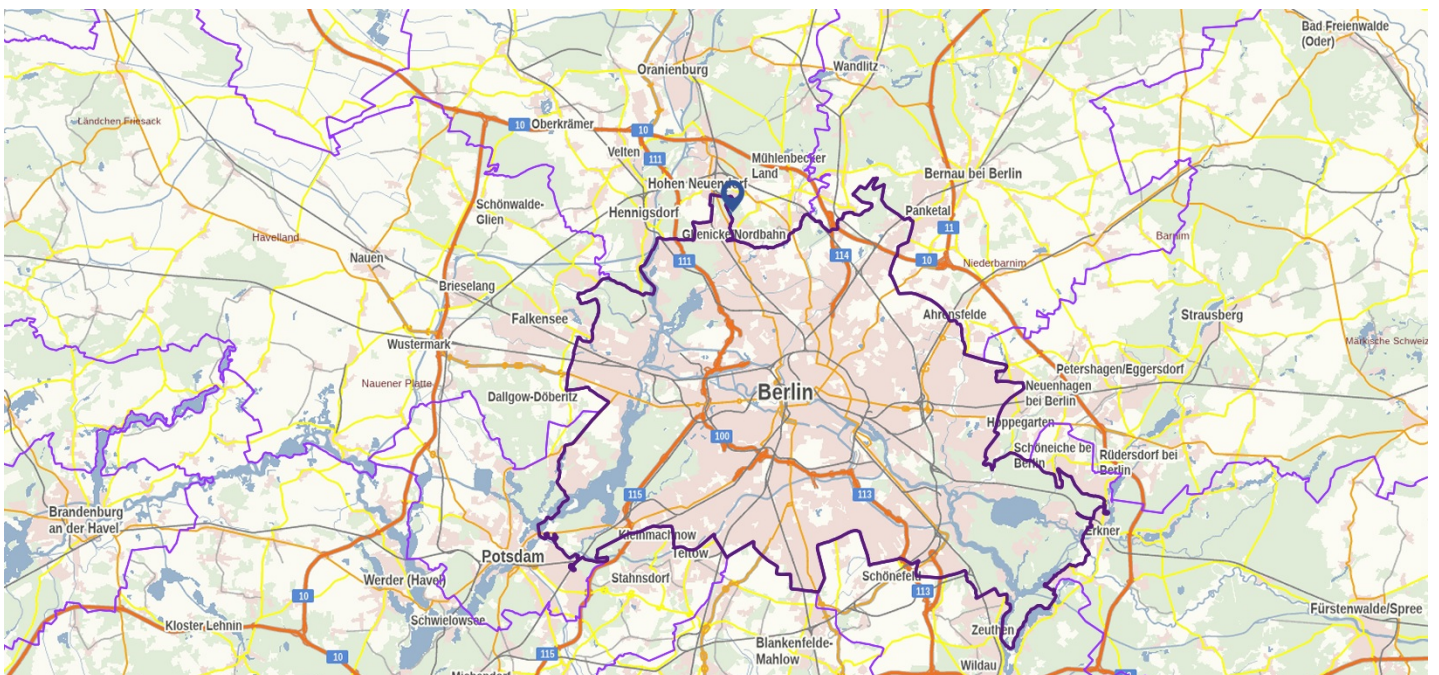 Bad Freienwalde
(Oder)
Oranienburg
Wandlitz
Ländchen Friesack
10
Oberkrämer
10
Velten
111
Mühlenbecker
Land
Bernau bei Berlin
Hohen Neuendorf
Schönwalde-
Glien
Hennigsdorf
Panketal
11
Havelland
Glienicke/Nordbahn
Barnim
Nauen
111
114
10
Niederbarnim
Brieselang
Falkensee
Ahrensfelde
Strausberg
Wustermark
Märkische Schweiz
Petershagen/Eggersdorf
Nauener Platte
Neuenhagen
bei Berlin
Dallgow-Döberitz
Berlin
Hoppegarten
100
Schöneiche be
Berlin
Rüdersdorf bei
Berlin
115
113
Brandenburg
an der Havel
Kleinmachnow
Erkner
Teltow
Potsdam
Stahnsdorf
Schönefeld
Werder (Havel)
10
113
Schwielowsee
Fürstenwalde/Spree
Kloster Lehnin
Zeuthen
Blankenfelde-
Mahlow
10
115
Wildau